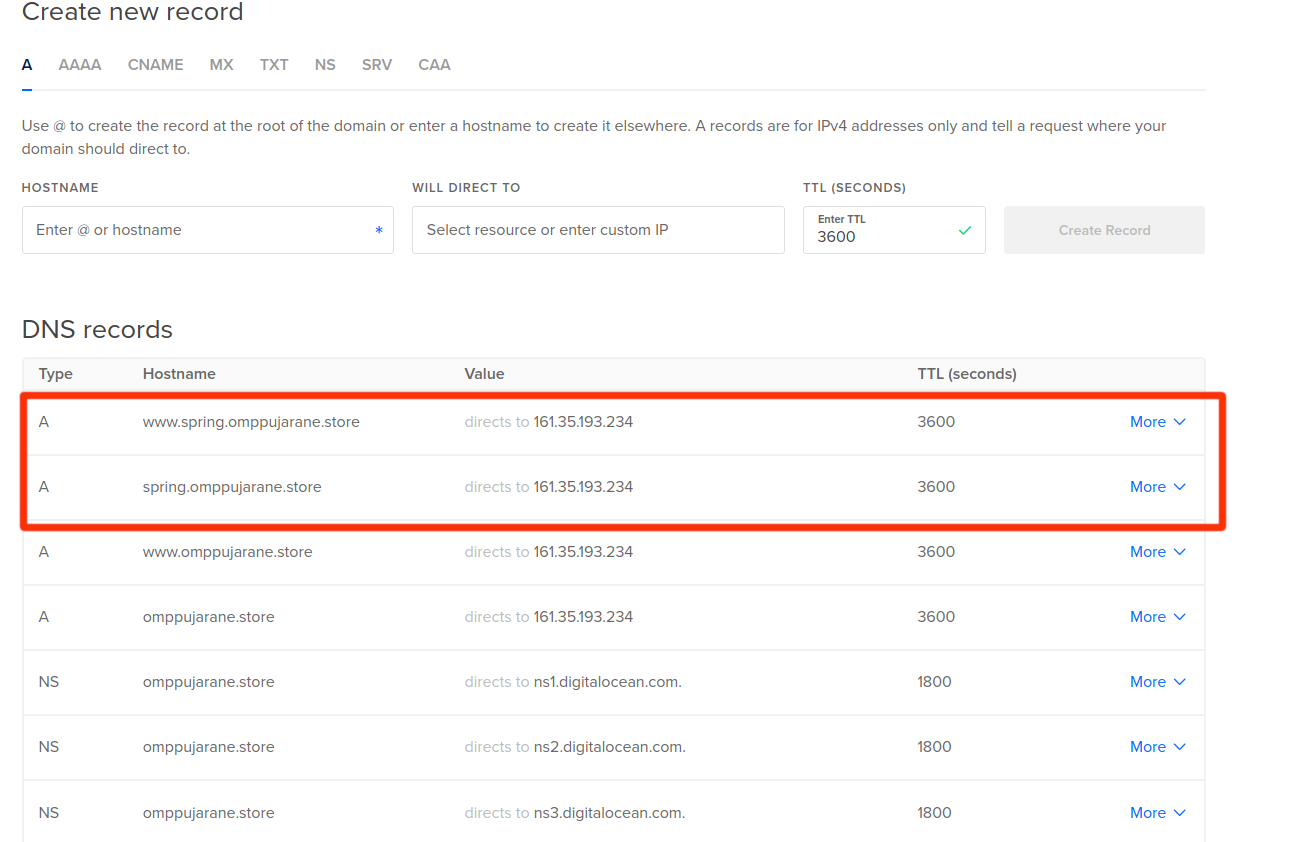 Create new record
A AAAA CNAME MX TXT NS SRV CAA
Use @ to create the record at the root of the domain or enter a hostname to create it elsewhere. A records are for IPv4 addresses only and tell a request where your
domain should direct to.
HOSTNAME WILL DIRECT TO TTL (SECONDS)
Enter @ or hostname * Select resource or enter custom IP Enter TTL 3600 Create Record
DNS records
Type Hostname Value TTL (seconds)
A www.spring.omppujarane.store directs to 161.35.193.234 3600 More
A spring.omppujarane.store directs to 161.35.193.234 3600 More
A www.omppujarane.store directs to 161.35.193.234 3600 More
A omppujarane.store directs to 161.35.193.234 3600 More
NS omppujarane.store directs to ns1.digitalocean.com. 1800 More
NS omppujarane.store directs to ns2.digitalocean.com. 1800 More
NS omppujarane.store directs to ns3.digitalocean.com. 1800 More